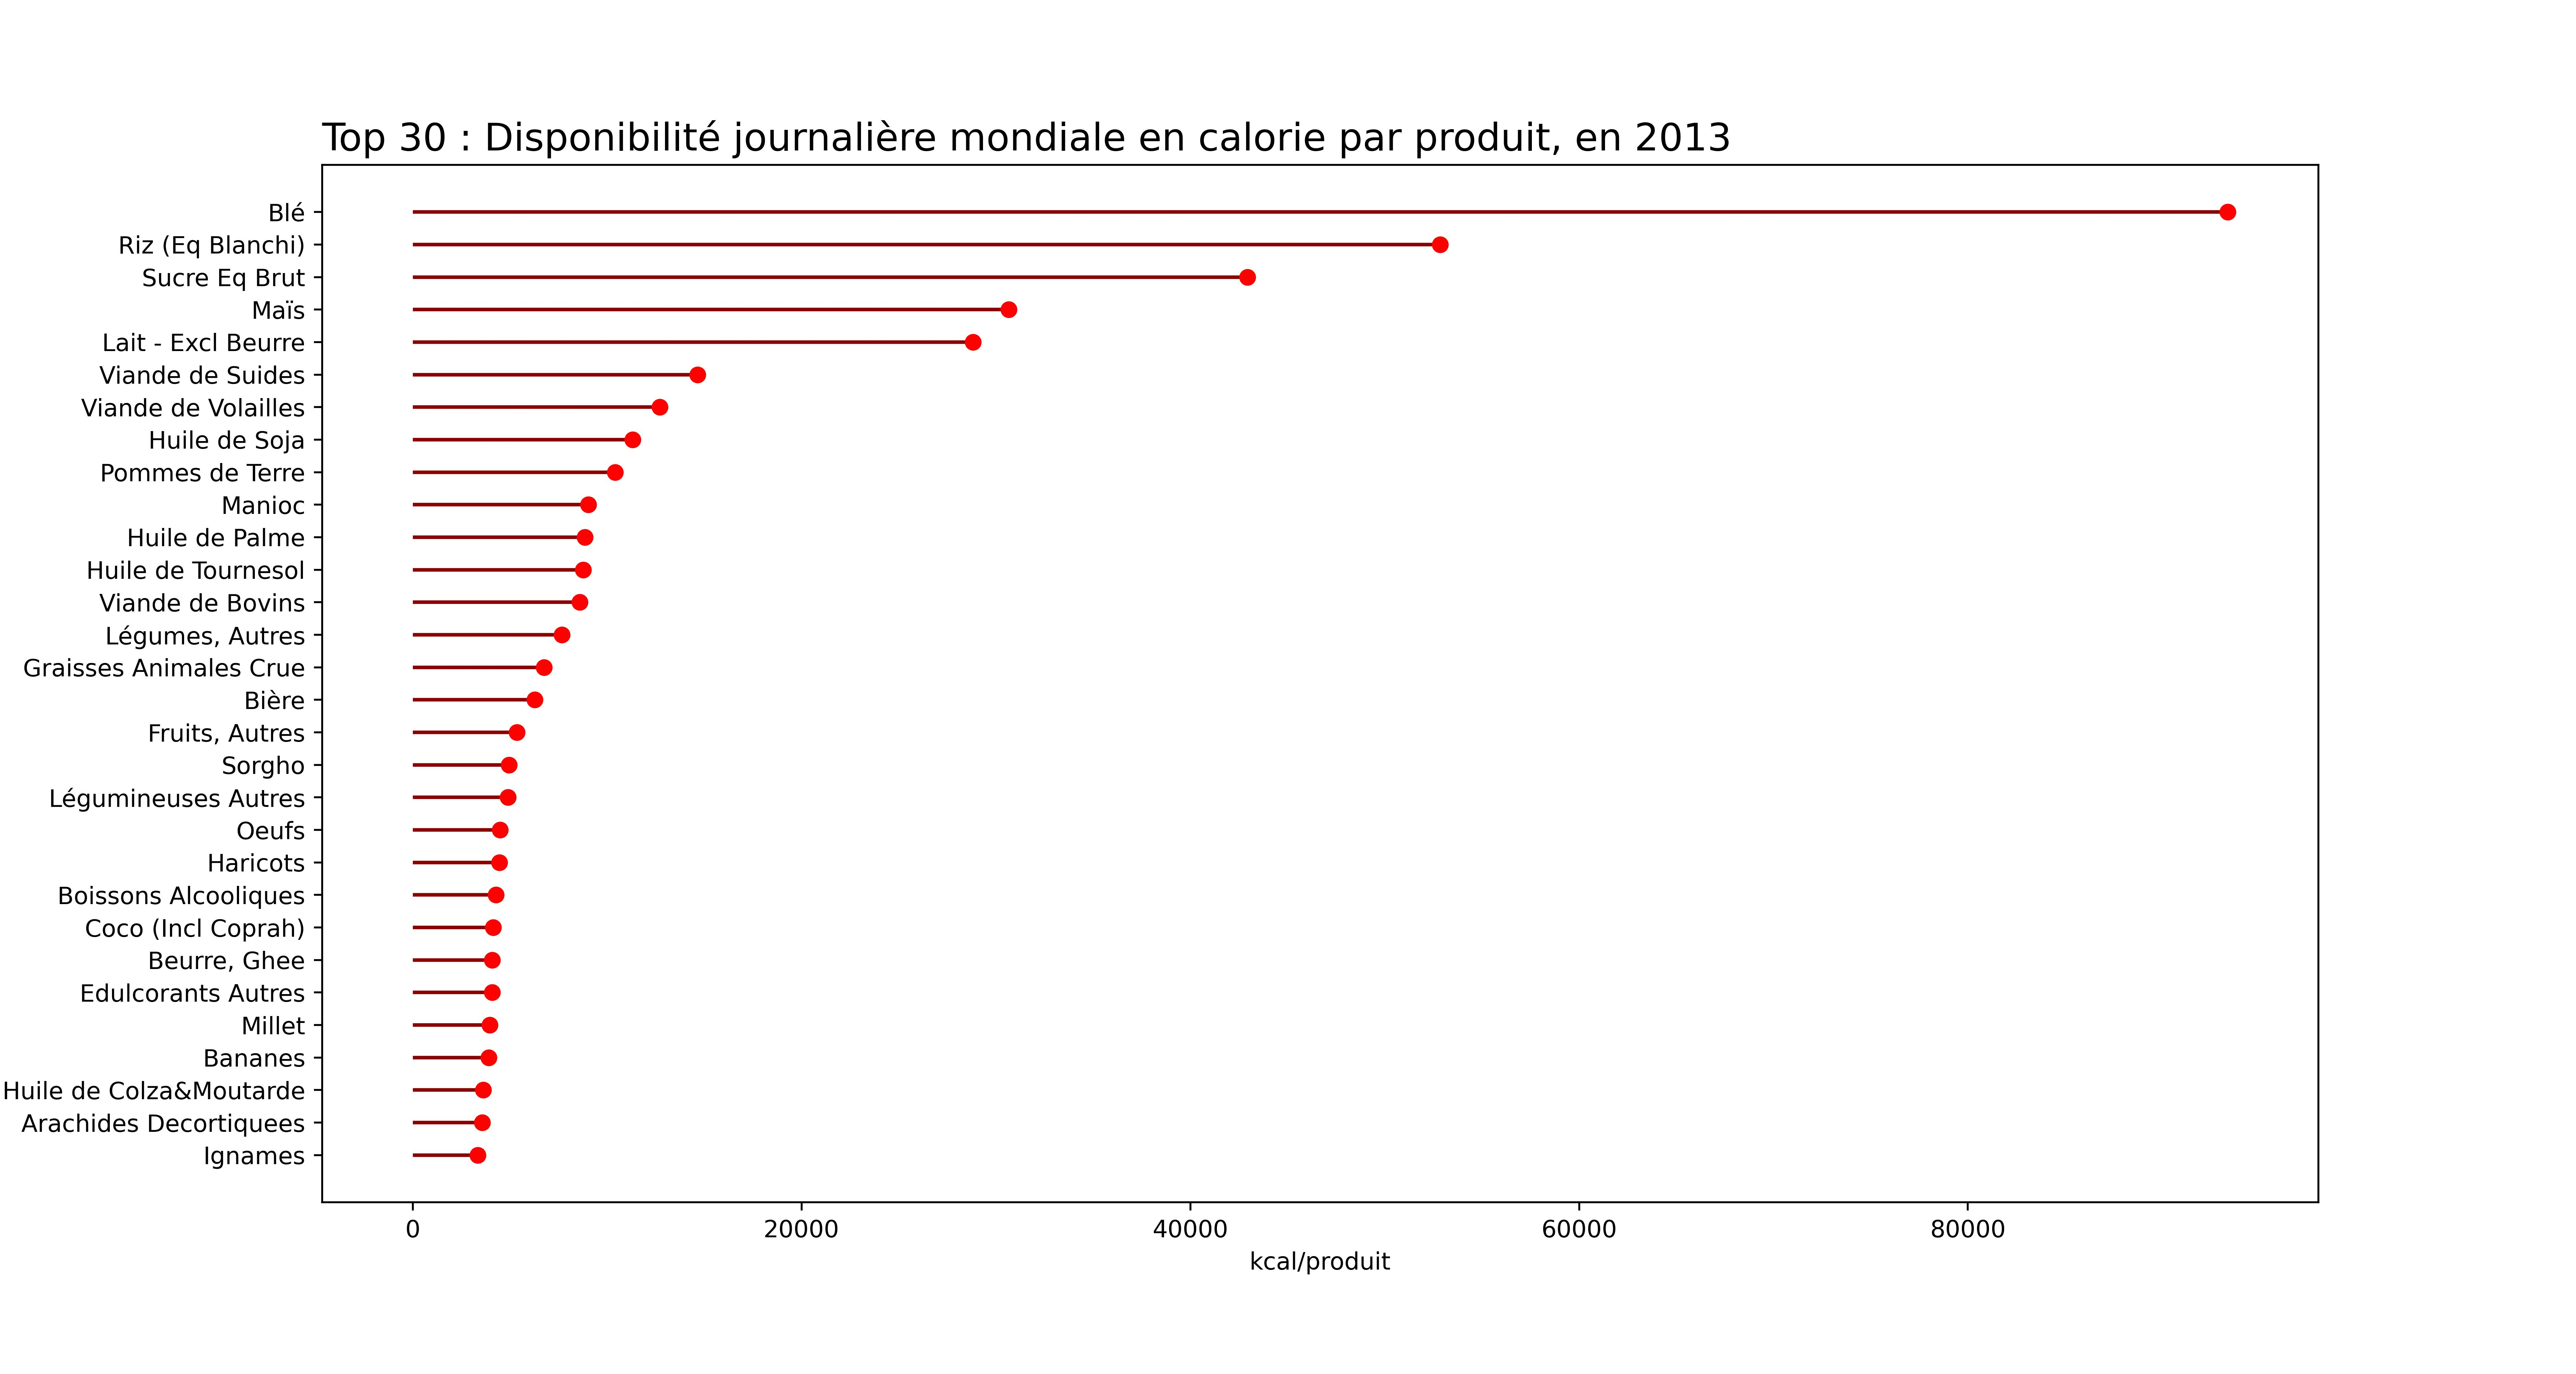 Top 30 : Disponibilité journalière mondiale en calorie par produit, en 2013
Blé
Riz (Eq Blanchi)
Sucre Eq Brut
Maïs
Lait - Excl Beurre
Viande de Suides
Viande de Volailles
Huile de Soja
Pommes de Terre
Manioc
Huile de Palme
Huile de Tournesol
Viande de Bovins
Légumes, Autres
Graisses Animales Crue
Bière
Fruits, Autres
Sorgho
Légumineuses Autres
Oeufs
Haricots
Boissons Alcooliques
Coco (Incl Coprah)
Beurre, Ghee
Edulcorants Autres
Millet
Bananes
Huile de Colza&Moutarde
Arachides Decortiquees
Ignames
0 20000 40000 60000 80000
kcal/produit